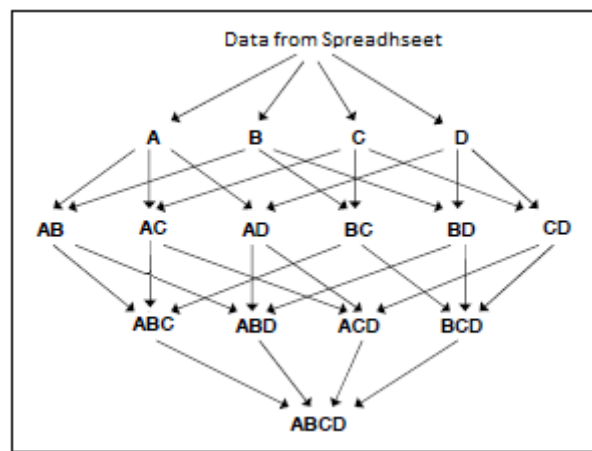 Data from Spreadhseet
A B C D
AB AC AD BC BD CD
ABC ABD ACD BCD
ABCD